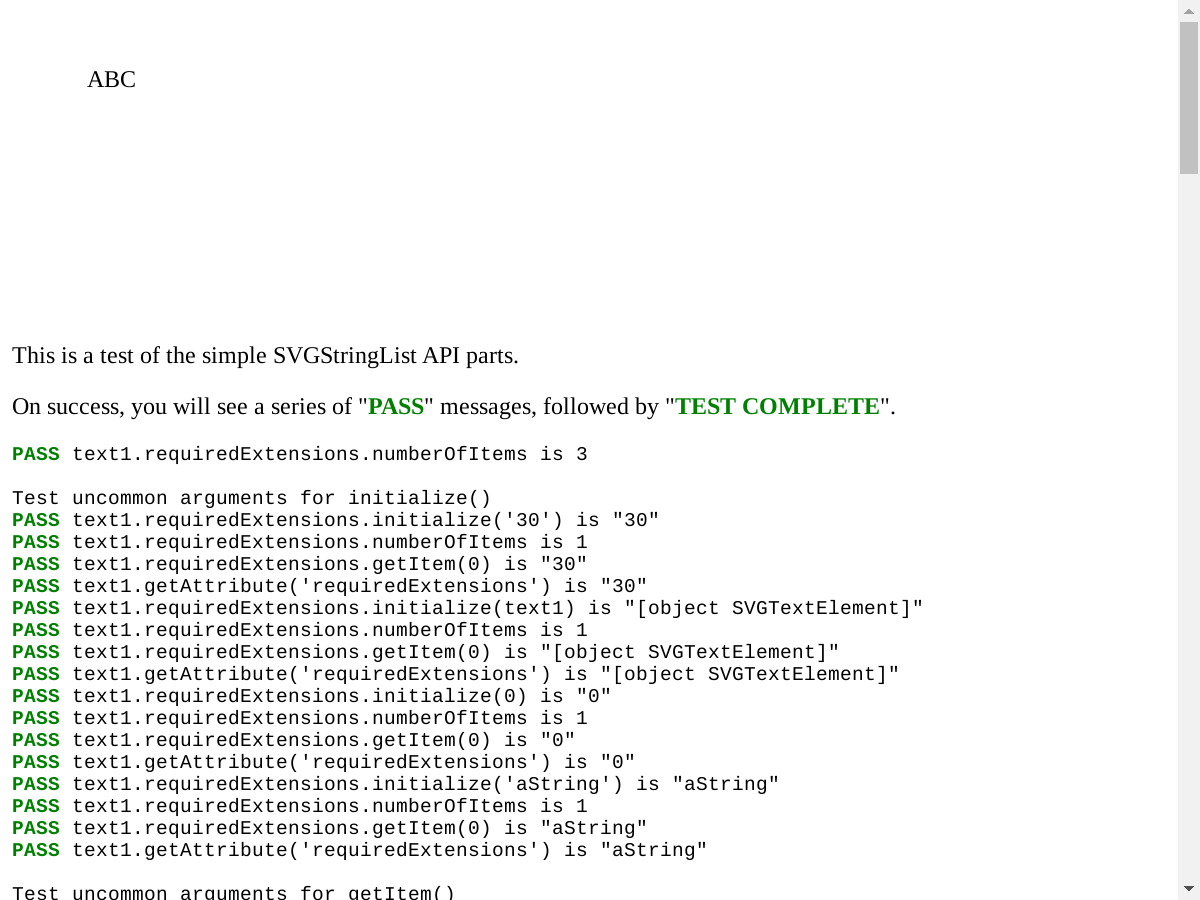 ABC
This is a test of the simple SVGStringList API parts.
On success, you will see a series of "PASS" messages, followed by "TEST COMPLETE".
PASS text1.requiredExtensions.numberOfItems is 3
Test uncommon arguments for initialize()
PASS text1.requiredExtensions.initialize('30') is "30"
PASS text1.requiredExtensions.numberOfItems is 1
PASS text1.requiredExtensions.getItem(0) is "30"
PASS text1.getAttribute('requiredExtensions') is "30"
PASS text1.requiredExtensions.initialize(text1) is "[object SVGTextElement]"
PASS text1.requiredExtensions.numberOfItems is 1
PASS text1.requiredExtensions.getItem(0) is "[object SVGTextElement]"
PASS text1.getAttribute('requiredExtensions') is "[object SVGTextElement]"
PASS text1.requiredExtensions.initialize(0) is "0"
PASS text1.requiredExtensions.numberOfItems is 1
PASS text1.requiredExtensions.getItem(0) is "0"
PASS text1.getAttribute('requiredExtensions') is "0"
PASS text1.requiredExtensions.initialize('aString') is "aString"
PASS text1.requiredExtensions.numberOfItems is 1
PASS text1.requiredExtensions.getItem(0) is "aString"
PASS text1.getAttribute('requiredExtensions') is "aString"
Test uncommon arguments for getItem()